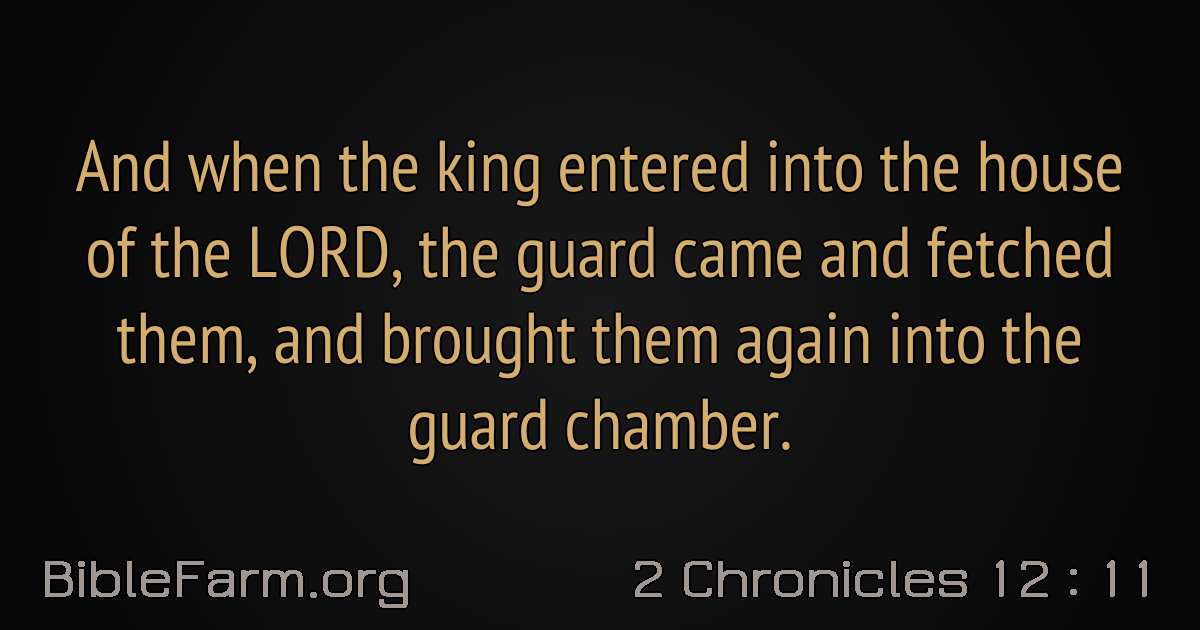 And when the king entered into the house
of the LORD, the guard came and fetched
them, and brought them again into the
guard chamber.
BibleFarm.org
2 Chronicles 12 : 11